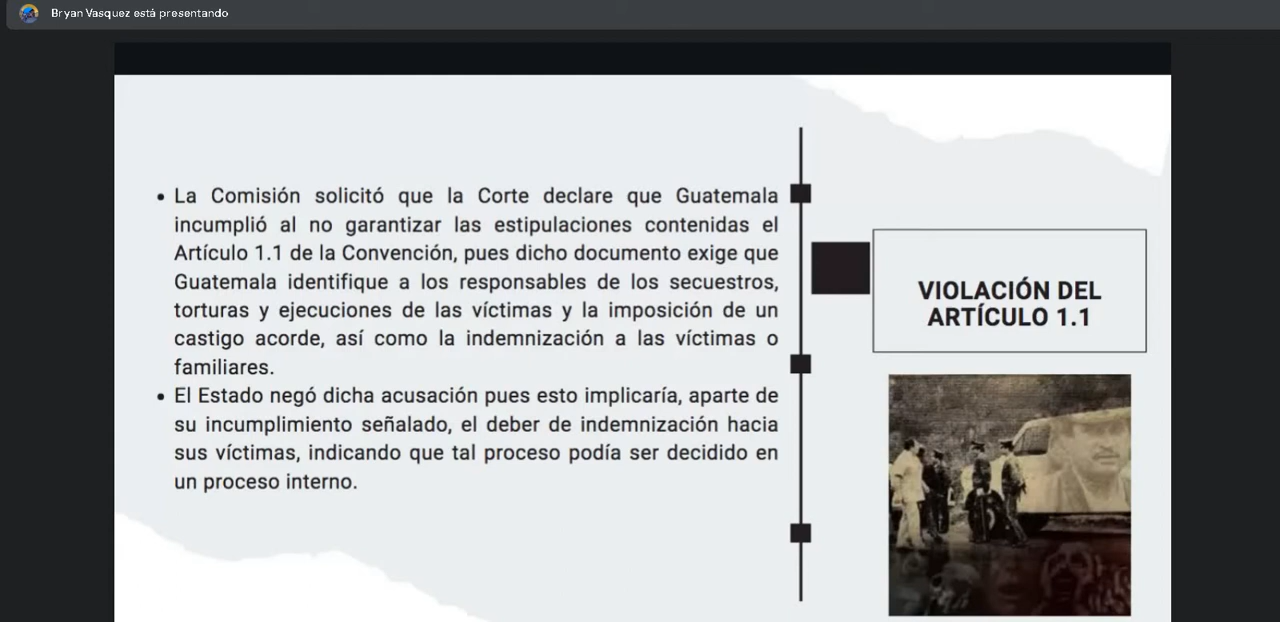 Bryan Vasquez está presentando
• La Comisión solicitó que la Corte declare que Guatemala
incumplió al no garantizar las estipulaciones contenidas el
Artículo 1.1 de la Convención, pues dicho documento exige que
Guatemala identifique a los responsables de los secuestros,
torturas y ejecuciones de las víctimas y la imposición de un
castigo acorde, así como la indemnización a las víctimas o
familiares.
• El Estado negó dicha acusación pues esto implicaría, aparte de
su incumplimiento señalado, el deber de indemnización hacia
sus víctimas, indicando que tal proceso podía ser decidido en
un proceso interno.
VIOLACIÓN DEL
ARTÍCULO 1.1